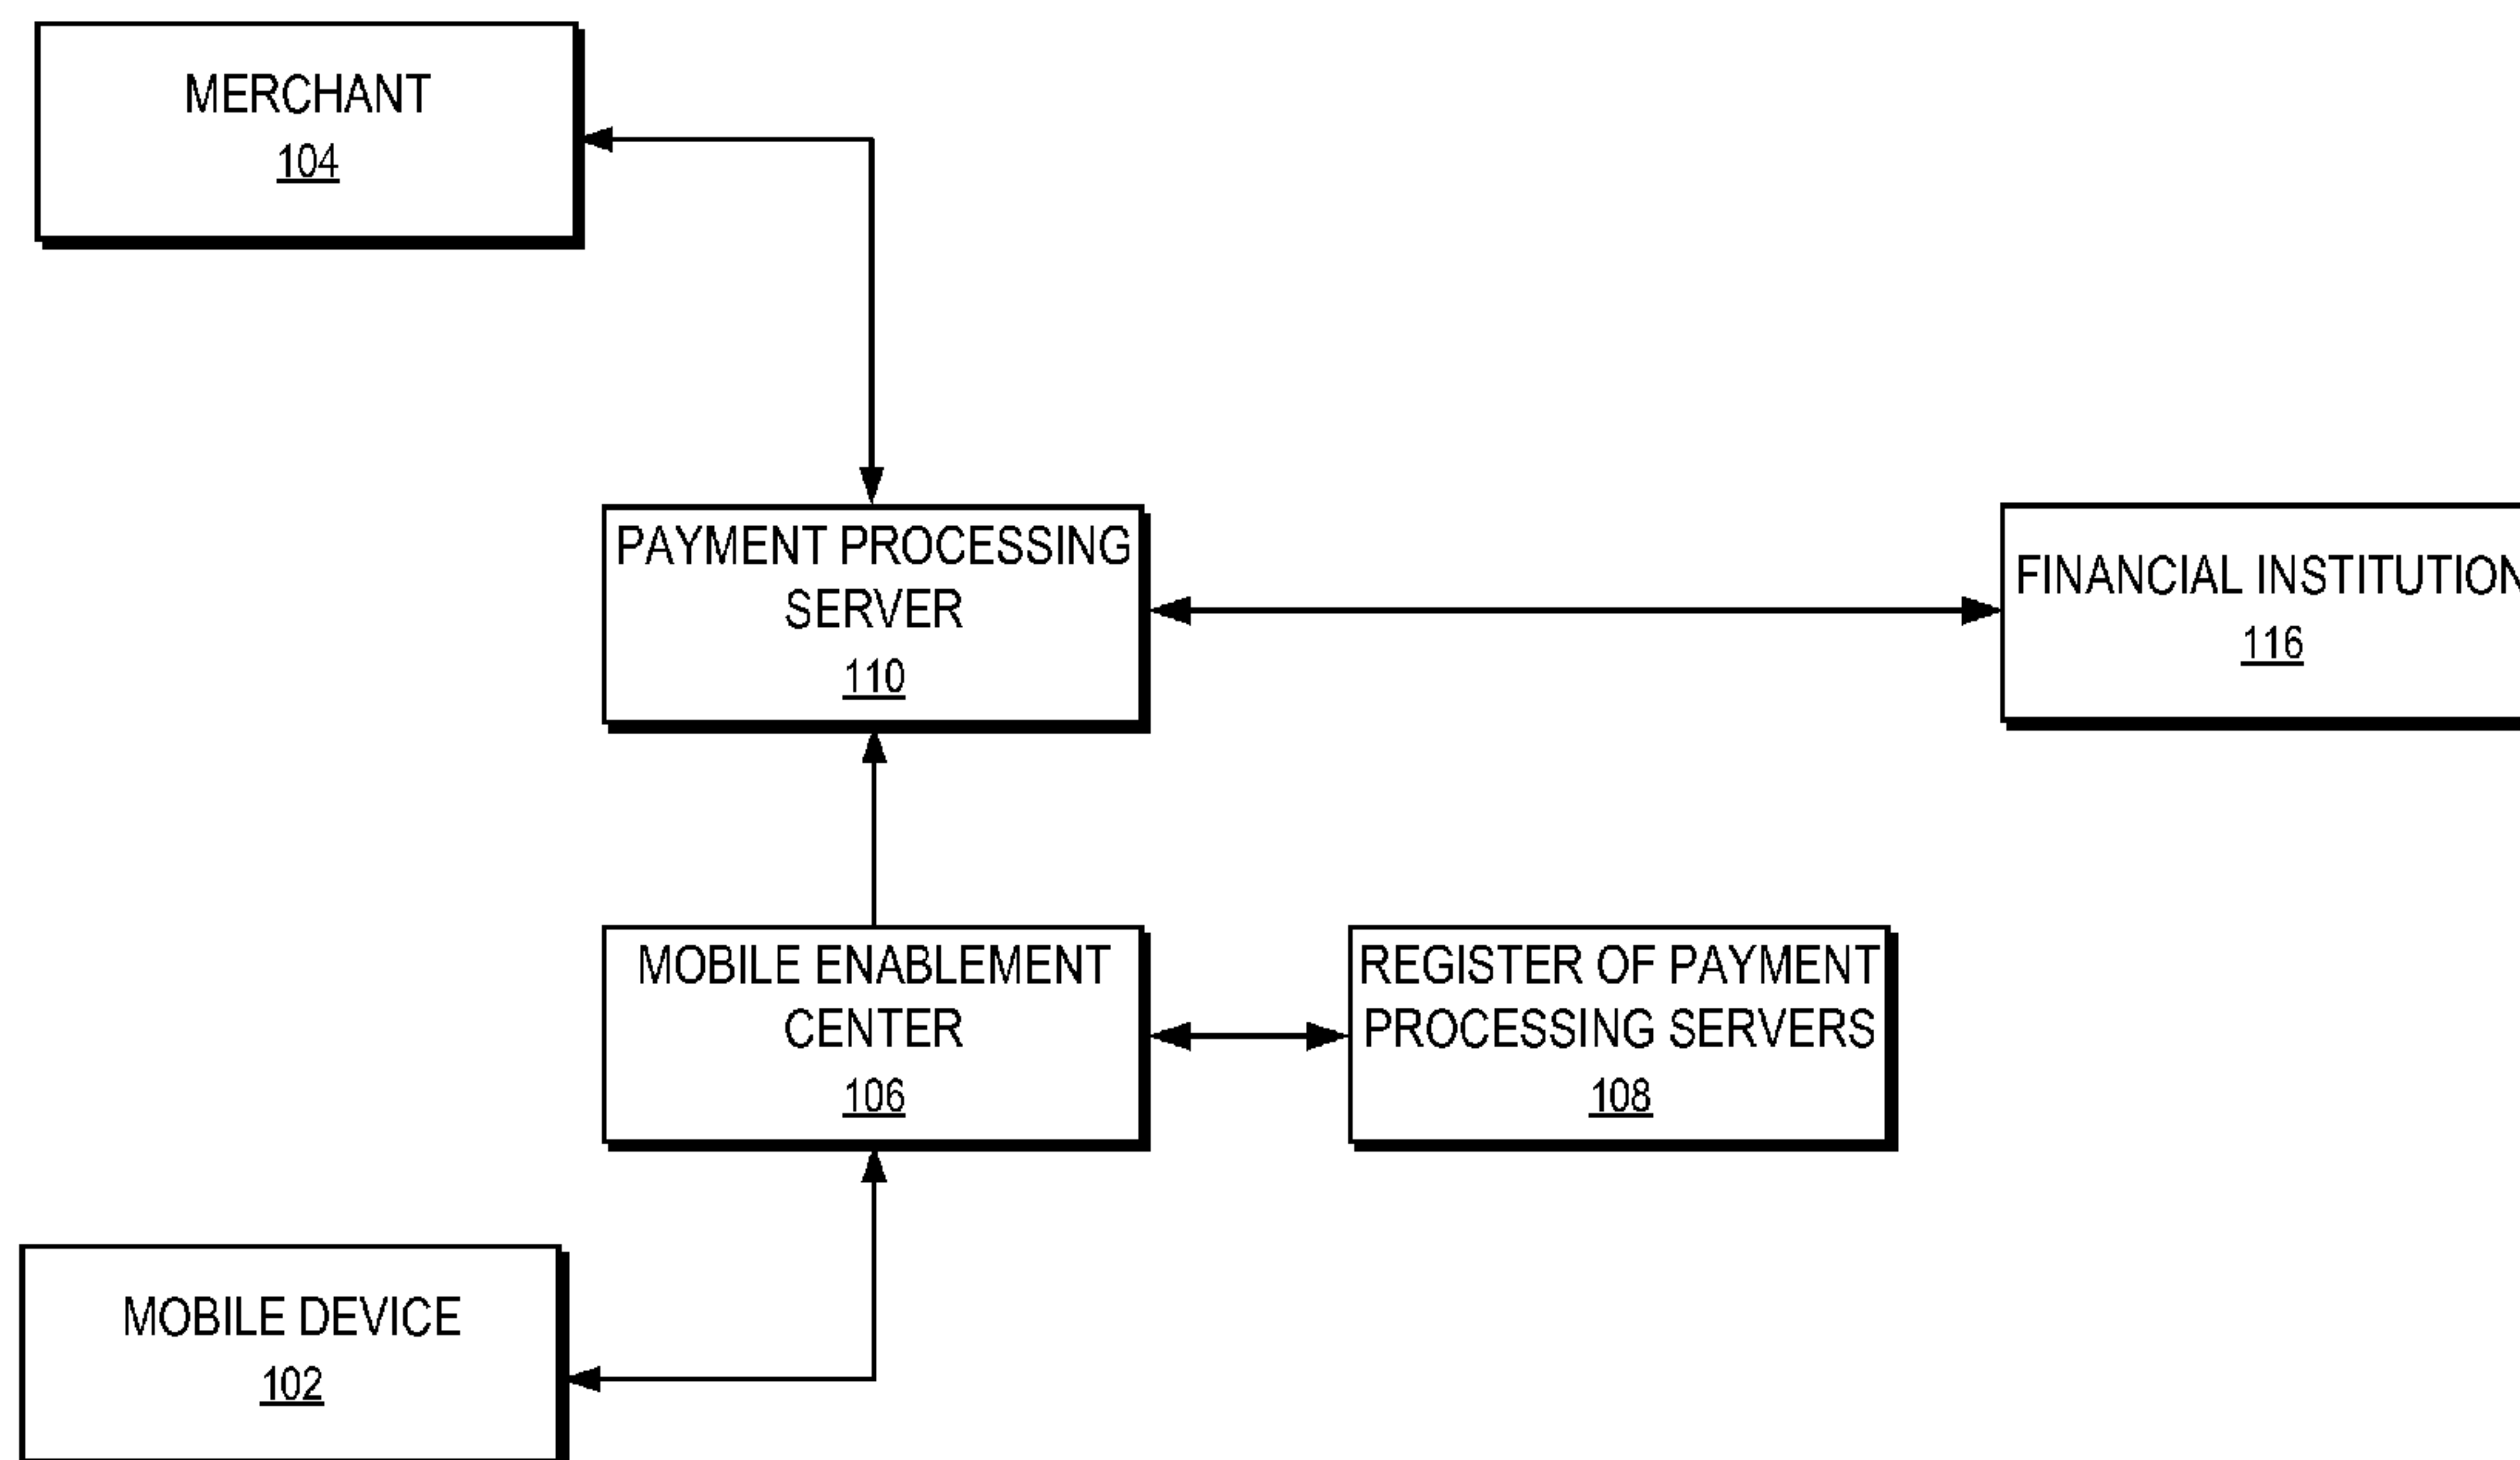 MERCHANT
104
PAYMENT PROCESSING
SERVER
110
FINANCIAL INSTITUTION
116
MOBILE ENABLEMENT
CENTER
106
REGISTER OF PAYMENT
PROCESSING SERVERS
108
MOBILE DEVICE
102